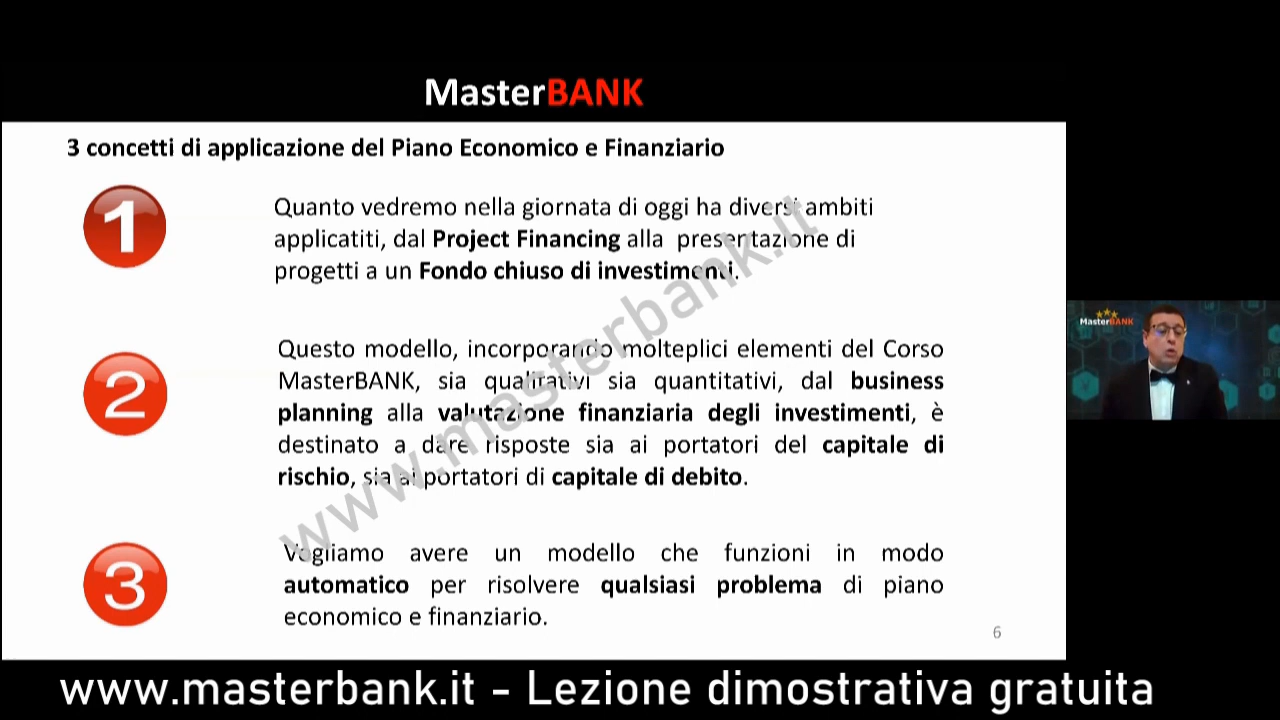 MasterBANK
3 concetti di applicazione del Piano Economico e Finanziario
1
Quanto vedremo nella giornata di oggi ha diversi ambiti
applicatiti, dal Project Financing alla presentazione di
progetti a un Fondo chiuso di investimenti.
2
Questo modello, incorporando molteplici elementi del Corso
MasterBANK, sia qualitativi sia quantitativi, dal business
planning alla valutazione finanziaria degli investimenti, è
destinato a dare risposte sia ai portatori del capitale di
rischio, sia ai portatori di capitale di debito.
3
Vogliamo avere un modello che funzioni in modo
automatico per risolvere qualsiasi problema di piano
economico e finanziario.
6
www.masterbank.it
MasterBANK
www.masterbank.it - Lezione dimostrativa gratuita